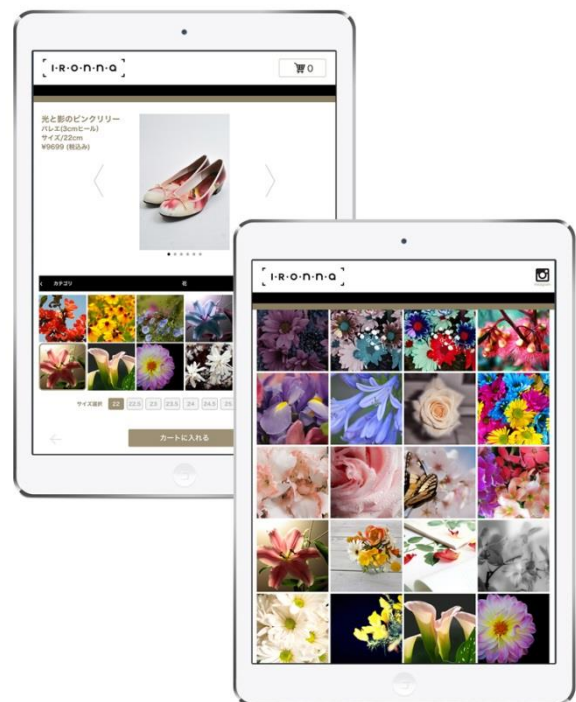 I·R·O·n·n·a
0
光と影のピンクリリー
バレエ(3cmヒール)
サイズ/22cm
¥9699 (税込み)
カテゴリ
花
サイズ選択 22 22.5 23 23.5 24 24.5 25
カートに入れる
I·R·O·n·n·a